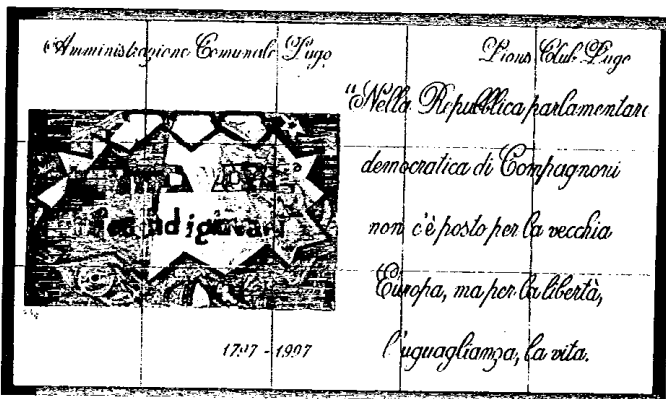 Amministrazione Comunale Lugo
Lions Club Lugo
"Nella Repubblica parlamentare
democratica di Compagnoni
non c'è posto per la vecchia
Europa, ma per la libertà,
l'uguaglianza, la vita.
1797 - 1997